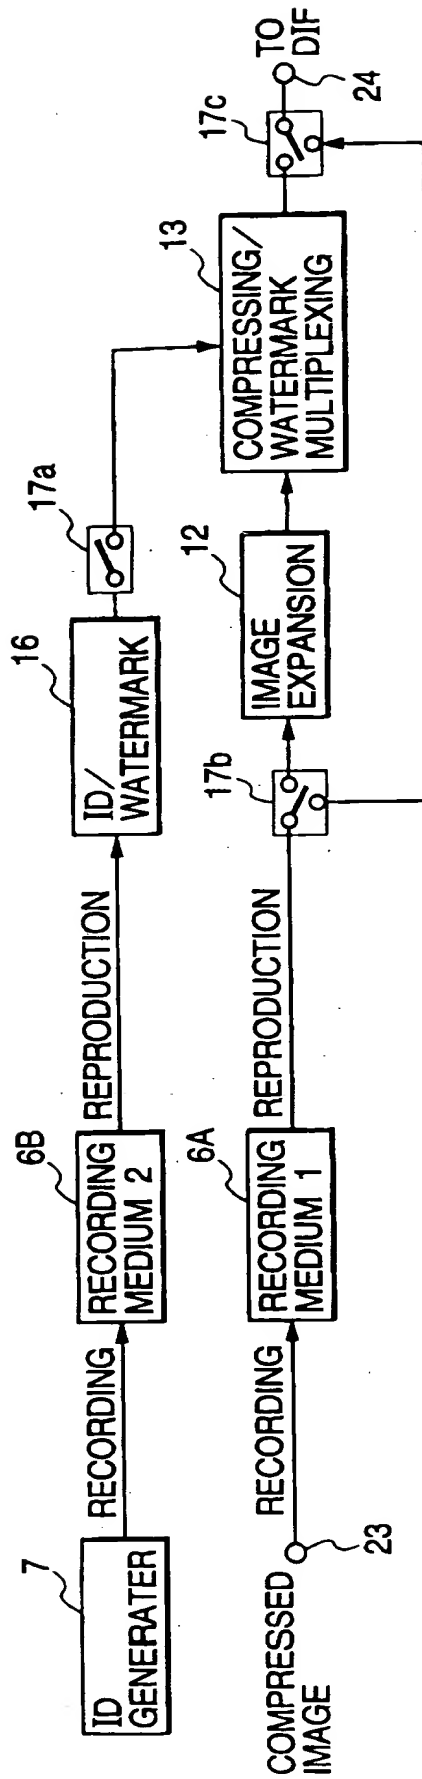 7
ID
GENERATER
RECORDING
6B
RECORDING
MEDIUM 2
REPRODUCTION
16
ID/
WATERMARK
17a
COMPRESSED
IMAGE
23
RECORDING
6A
RECORDING
MEDIUM 1
REPRODUCTION
17b
12
IMAGE
EXPANSION
13
COMPRESSING/
WATERMARK
MULTIPLEXING
17c
TO
DIF
24